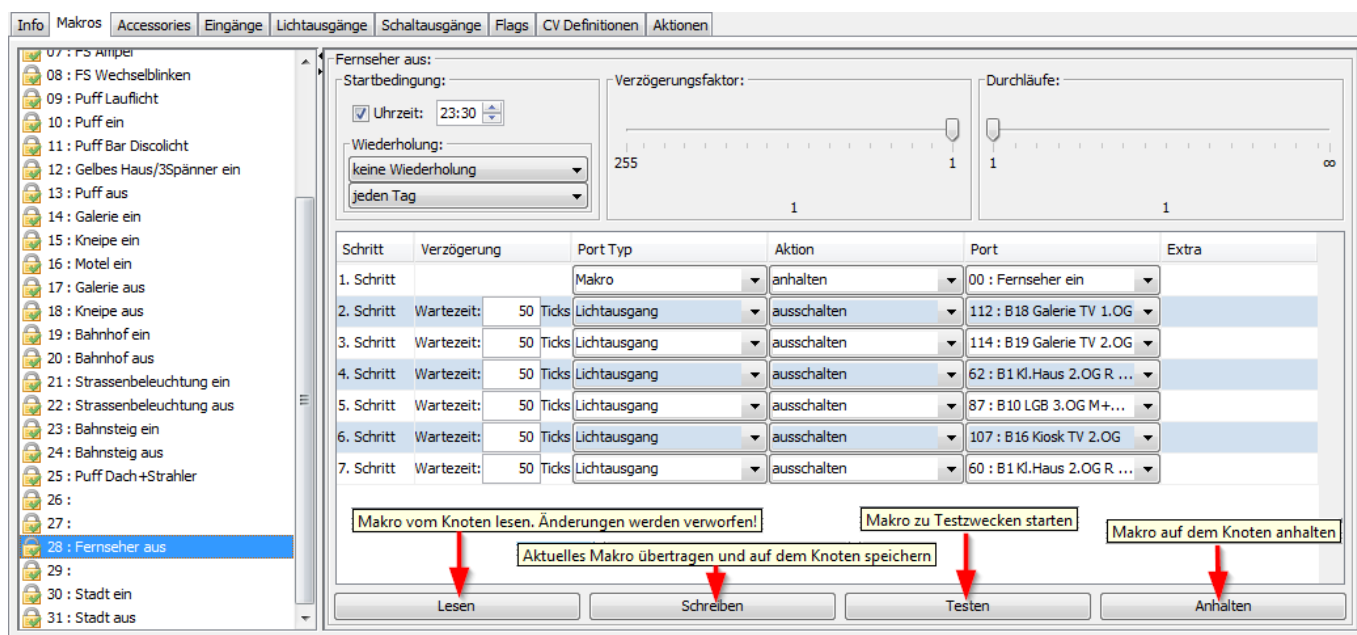 Info Makros Accessories Eingänge Lichtausgänge Schaltausgänge Flags CV Definitionen Aktionen
07 : FS Ampel
08 : FS Wechselblinken
09 : Puff Lauflicht
10 : Puff ein
11 : Puff Bar Discolicht
12 : Gelbes Haus/3Spänner ein
13 : Puff aus
14 : Galerie ein
15 : Kneipe ein
16 : Motel ein
17 : Galerie aus
18 : Kneipe aus
19 : Bahnhof ein
20 : Bahnhof aus
21 : Strassenbeleuchtung ein
22 : Strassenbeleuchtung aus
23 : Bahnsteig ein
24 : Bahnsteig aus
25 : Puff Dach+Strahler
26 :
27 :
28 : Fernseher aus
29 :
30 : Stadt ein
31 : Stadt aus
Fernseher aus:
Startbedingung:
Uhrzeit: 23:30
Wiederholung:
keine Wiederholung
jeden Tag
Verzögerungsfaktor:
255 1
1
Durchläufe:
1 ∞
1
Schritt Verzögerung Port Typ Aktion Port Extra
1. Schritt Makro anhalten 00 : Fernseher ein
2. Schritt Wartezeit: 50 Ticks Lichtausgang ausschalten 112 : B18 Galerie TV 1.OG
3. Schritt Wartezeit: 50 Ticks Lichtausgang ausschalten 114 : B19 Galerie TV 2.OG
4. Schritt Wartezeit: 50 Ticks Lichtausgang ausschalten 62 : B1 Kl.Haus 2.OG R ...
5. Schritt Wartezeit: 50 Ticks Lichtausgang ausschalten 87 : B10 LGB 3.OG M+...
6. Schritt Wartezeit: 50 Ticks Lichtausgang ausschalten 107 : B16 Kiosk TV 2.OG
7. Schritt Wartezeit: 50 Ticks Lichtausgang ausschalten 60 : B1 Kl.Haus 2.OG R ...
Makro vom Knoten lesen. Änderungen werden verworfen!
Makro zu Testzwecken starten
Makro auf dem Knoten anhalten
Aktuelles Makro übertragen und auf dem Knoten speichern
Lesen Schreiben Testen Anhalten